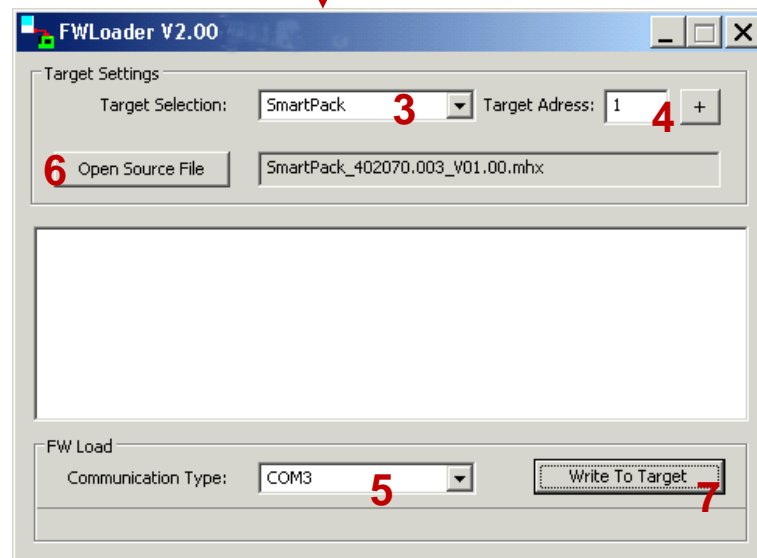 FWLoader V2.00
Target Settings
Target Selection: SmartPack 3 Target Adress: 1 4 +
6 Open Source File SmartPack_402070.003_V01.00.mhx
FW Load
Communication Type: COM3 5 Write To Target 7